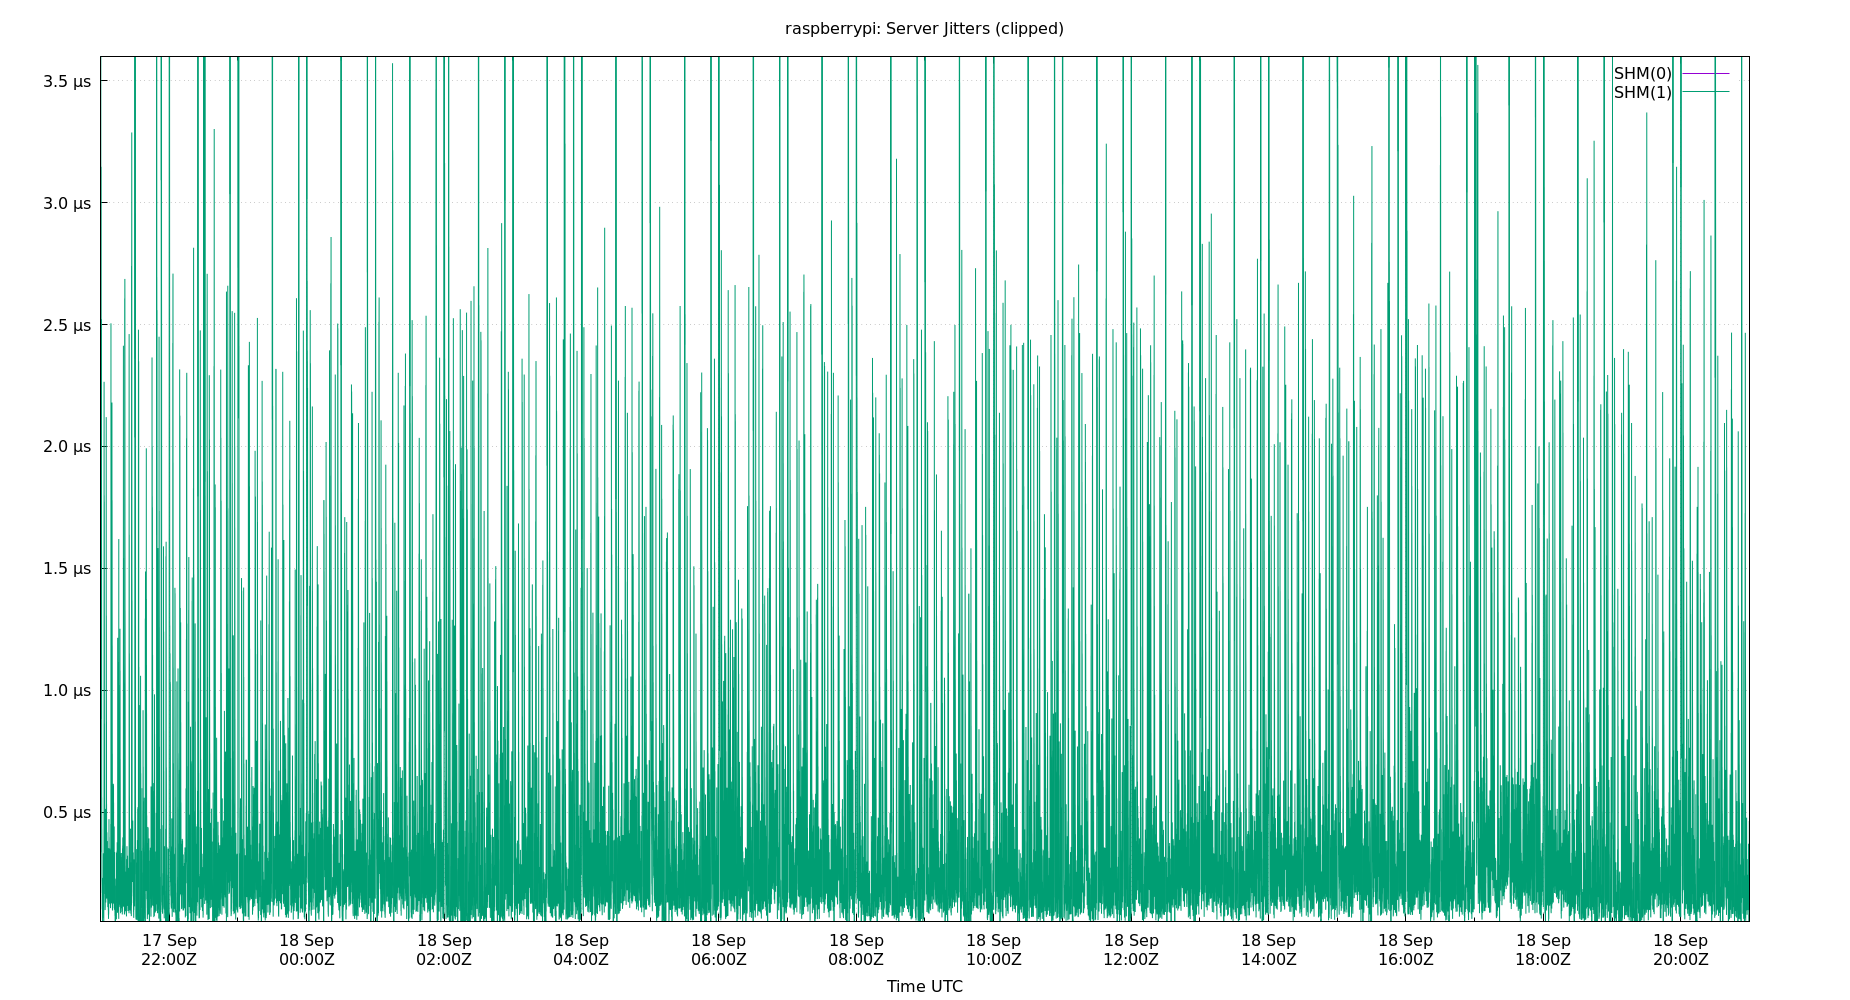 raspberrypi: Server Jitters (clipped)
SHM(0)
SHM(1)
3.5 µs
3.0 µs
2.5 µs
2.0 µs
1.5 µs
1.0 µs
0.5 µs
17 Sep 18 Sep 18 Sep 18 Sep 18 Sep 18 Sep 18 Sep 18 Sep 18 Sep 18 Sep 18 Sep 18 Sep
22:00Z 00:00Z 02:00Z 04:00Z 06:00Z 08:00Z 10:00Z 12:00Z 14:00Z 16:00Z 18:00Z 20:00Z
Time UTC